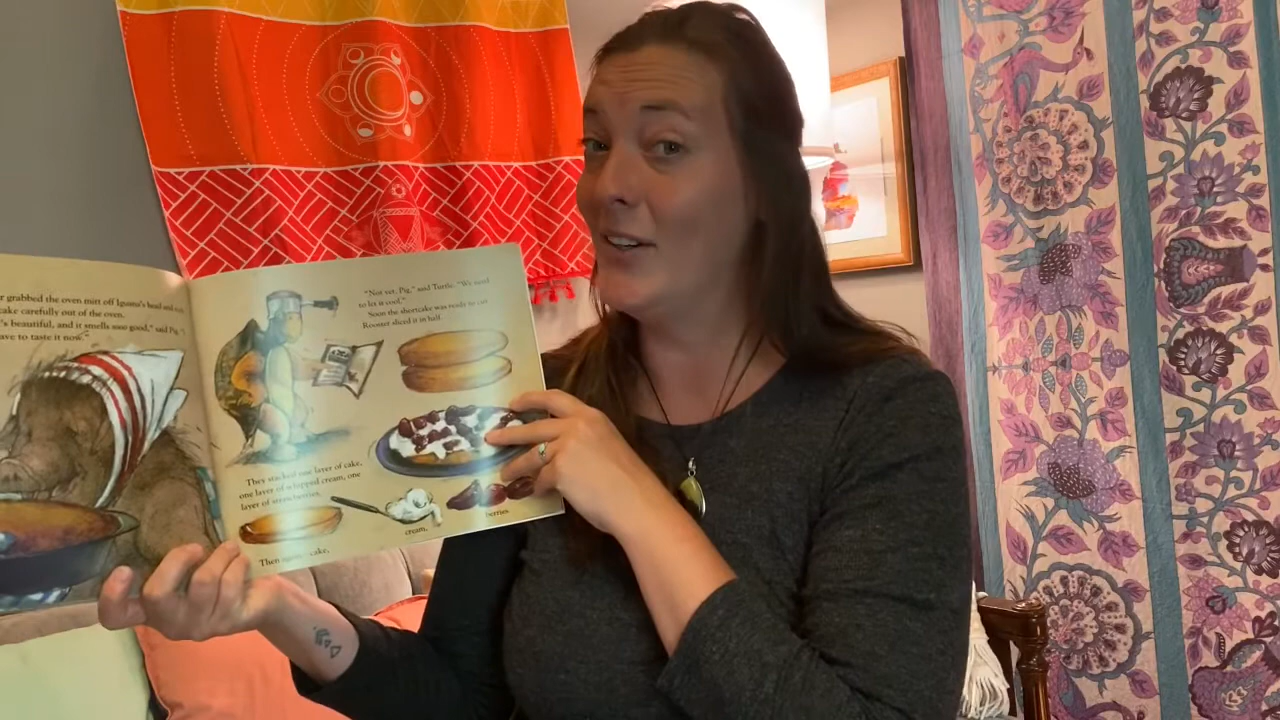 r grabbed the oven mitt off Iguana's head and
cake carefully out of the oven.
's beautiful, and it smells sooo good," said Pig. "I
ave to taste it now."
"Not yet, Pig," said Turtle. "We need
to let it cool."
Soon the shortcake was ready to cut.
Rooster sliced it in half.
They stacked one layer of cake,
one layer of whipped cream, one
layer of strawberries.
Then cake,
cream,
berries.